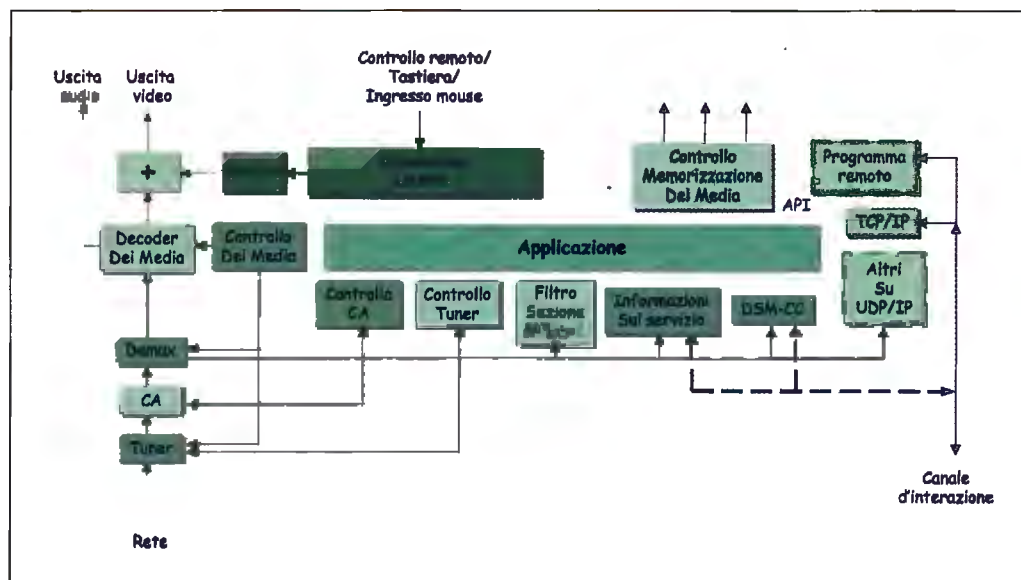 Controllo remoto/
Tastiera/
Ingresso mouse
Uscita
audio
Uscita
video
+
Controllo
Memorizzazione
Dei Media
API
Programma
remoto
TCP/IP
Decoder
Dei Media
Controllo
Dei Media
Applicazione
Altri
Su
UDP/IP
Controllo
CA
Controllo
Tuner
Filtro
Sezione
Informazioni
Sul servizio
DSM-CC
Demux
CA
Tuner
Canale
d'interazione
Rete